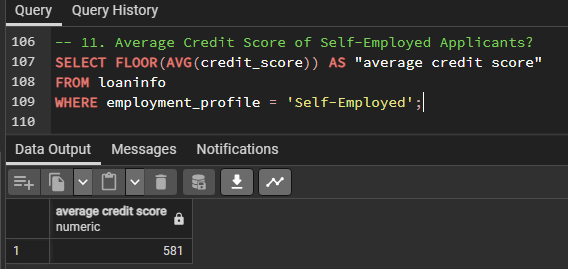 Query Query History
106 -- 11. Average Credit Score of Self-Employed Applicants?
107 SELECT FLOOR(AVG(credit_score)) AS "average credit score"
108 FROM loaninfo
109 WHERE employment_profile = 'Self-Employed';
110
Data Output Messages Notifications
average credit score
numeric
1 581